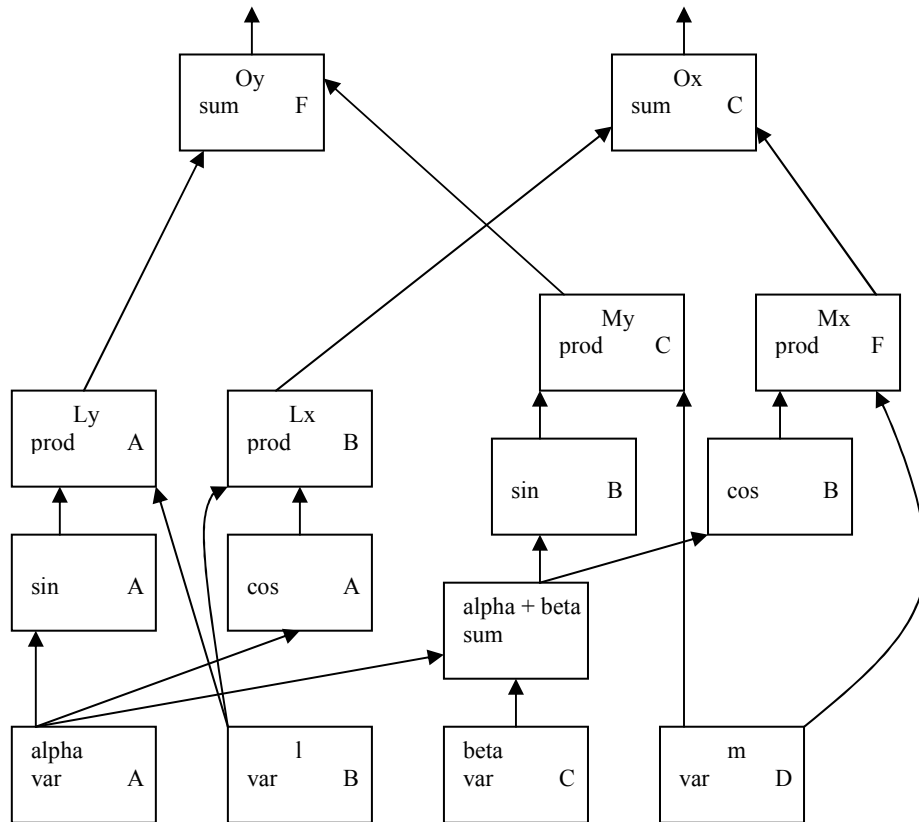 Oy
sum F
Ox
sum C
My
prod C
Mx
prod F
Ly
prod A
Lx
prod B
sin B
cos B
sin A
cos A
alpha + beta
sum
alpha
var A
l
var B
beta
var C
m
var D